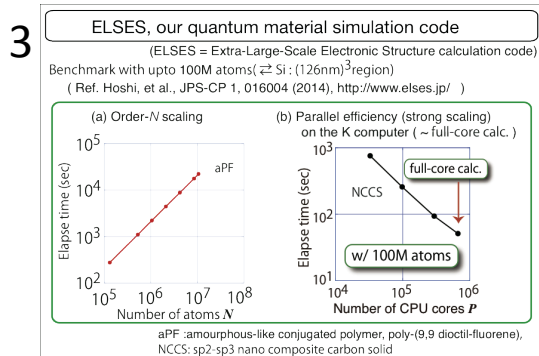 3
ELSES, our quantum material simulation code
(ELSES = Extra-Large-Scale Electronic Structure calculation code)
Benchmark with upto 100M atoms(⇄ Si : (126nm)³region)
( Ref. Hoshi, et al., JPS-CP 1, 016004 (2014), http://www.elses.jp/ )
(a) Order-N scaling
10⁵
10⁴
10³
10²
Elapse time (sec)
aPF
10⁵ 10⁶ 10⁷ 10⁸
Number of atoms N
(b) Parallel efficiency (strong scaling)
on the K computer ( ~ full-core calc. )
10³
10²
10¹
Elapse time (sec)
full-core calc.
NCCS
w/ 100M atoms
10⁴ 10⁵ 10⁶
Number of CPU cores P
aPF :amourphous-like conjugated polymer, poly-(9,9 dioctil-fluorene),
NCCS: sp2-sp3 nano composite carbon solid